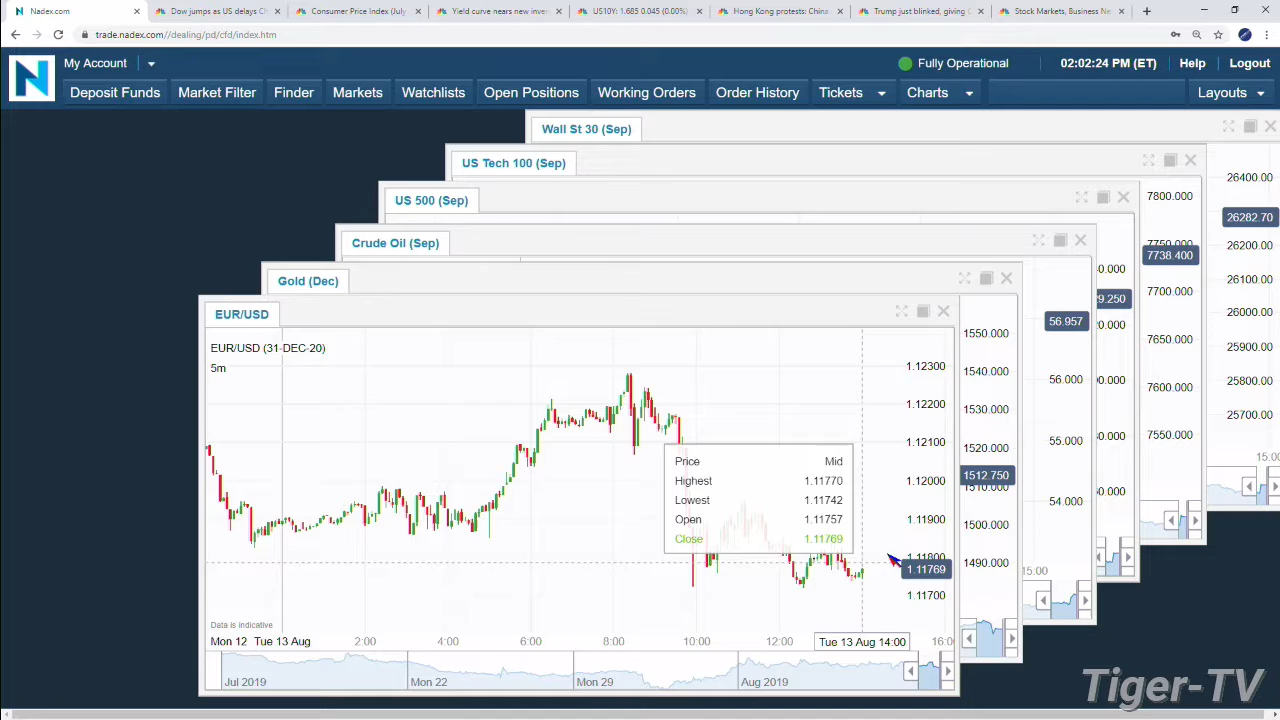 Nadex.com
Dow jumps as US delays Ch
Consumer Price Index (July
Yield curve nears new inver
US10Y: 1.685 0.045 (0.00%)
Hong Kong protests: China
Trump just blinked, giving C
Stock Markets, Business Ne
trade.nadex.com//dealing/pd/cfd/index.htm
My Account
Fully Operational
02:02:24 PM (ET)
Help
Logout
Deposit Funds
Market Filter
Finder
Markets
Watchlists
Open Positions
Working Orders
Order History
Tickets
Charts
Layouts
Wall St 30 (Sep)
US Tech 100 (Sep)
US 500 (Sep)
Crude Oil (Sep)
Gold (Dec)
EUR/USD
EUR/USD (31-DEC-20)
5m
Price Mid
Highest 1.11770
Lowest 1.11742
Open 1.11757
Close 1.11769
1.12300
1.12200
1.12100
1.12000
1.11900
1.11800
1.11769
1.11700
Data is indicative
Mon 12 Tue 13 Aug 2:00 4:00 6:00 8:00 10:00 12:00 Tue 13 Aug 14:00 16:0
Jul 2019 Mon 22 Mon 29 Aug 2019
1550.000
1540.000
1530.000
1520.000
1512.750
1510.000
1500.000
1490.000
56.957
56.000
55.000
54.000
15:00
7800.000
7750.000
7738.400
7700.000
7650.000
7600.000
7550.000
26400.00
26282.70
26200.00
26100.00
26000.00
25900.00
25800.00
25700.00
15:00
Tiger-TV